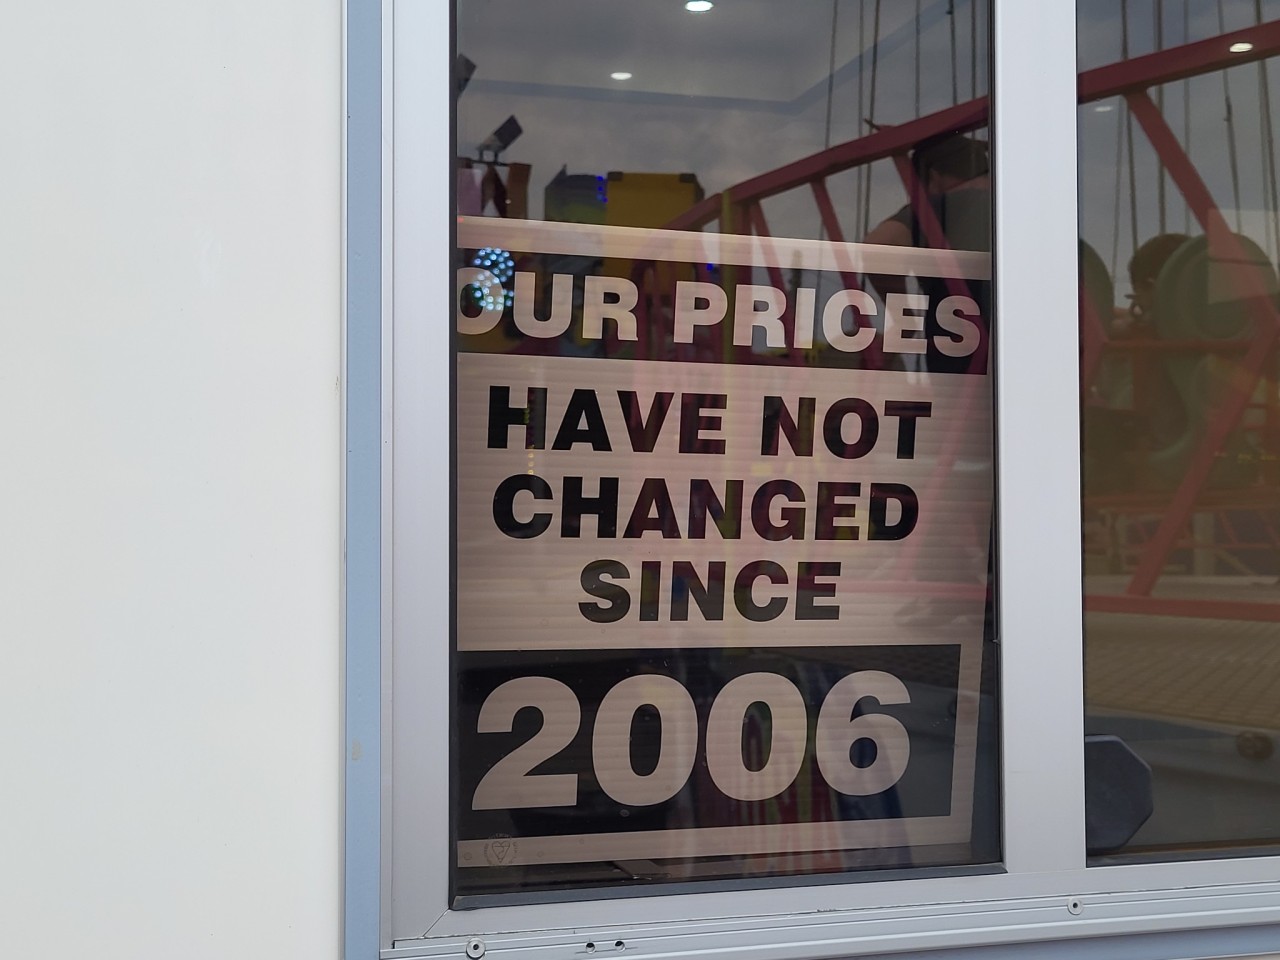 OUR PRICES
HAVE NOT
CHANGED
SINCE
2006